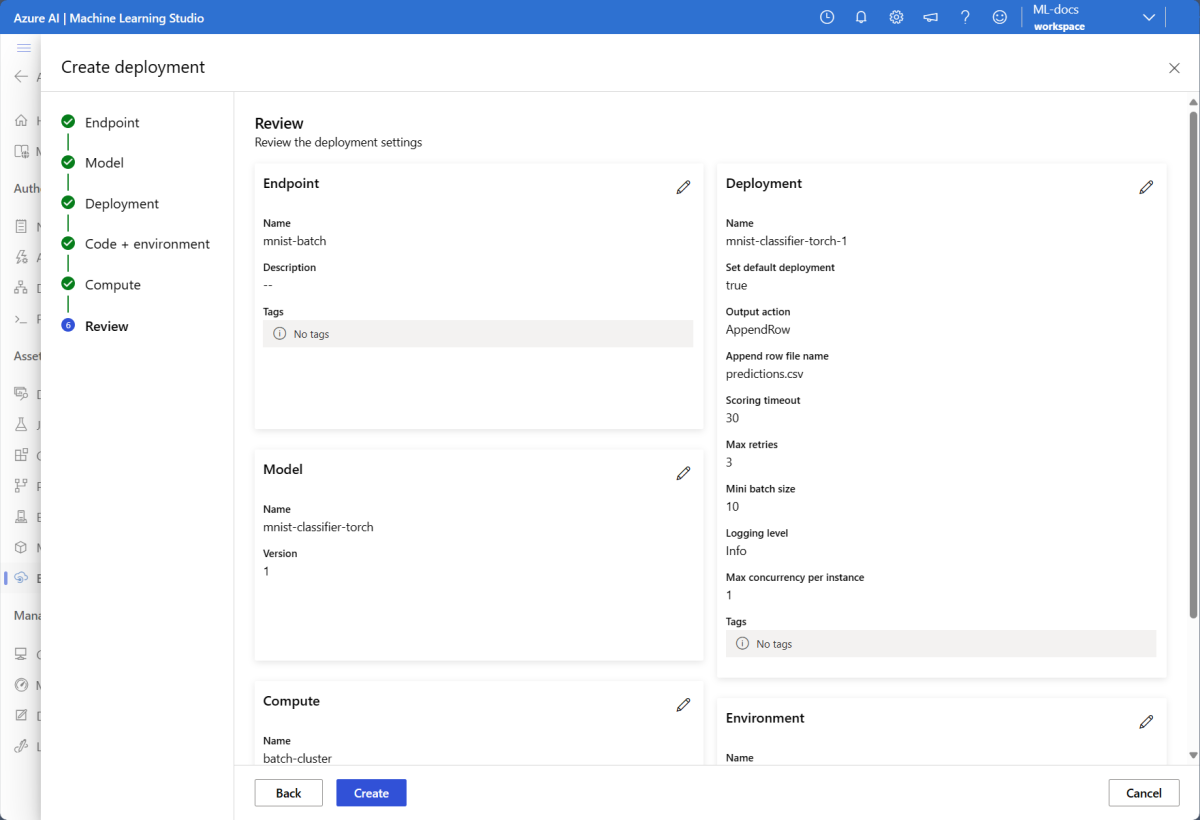 Azure AI | Machine Learning Studio
ML-docs
workspace
Create deployment
Endpoint
Model
Deployment
Code + environment
Compute
6 Review
Review
Review the deployment settings
Endpoint
Name
mnist-batch
Description
--
Tags
No tags
Model
Name
mnist-classifier-torch
Version
1
Compute
Name
batch-cluster
Deployment
Name
mnist-classifier-torch-1
Set default deployment
true
Output action
AppendRow
Append row file name
predictions.csv
Scoring timeout
30
Max retries
3
Mini batch size
10
Logging level
Info
Max concurrency per instance
1
Tags
No tags
Environment
Name
Back
Create
Cancel